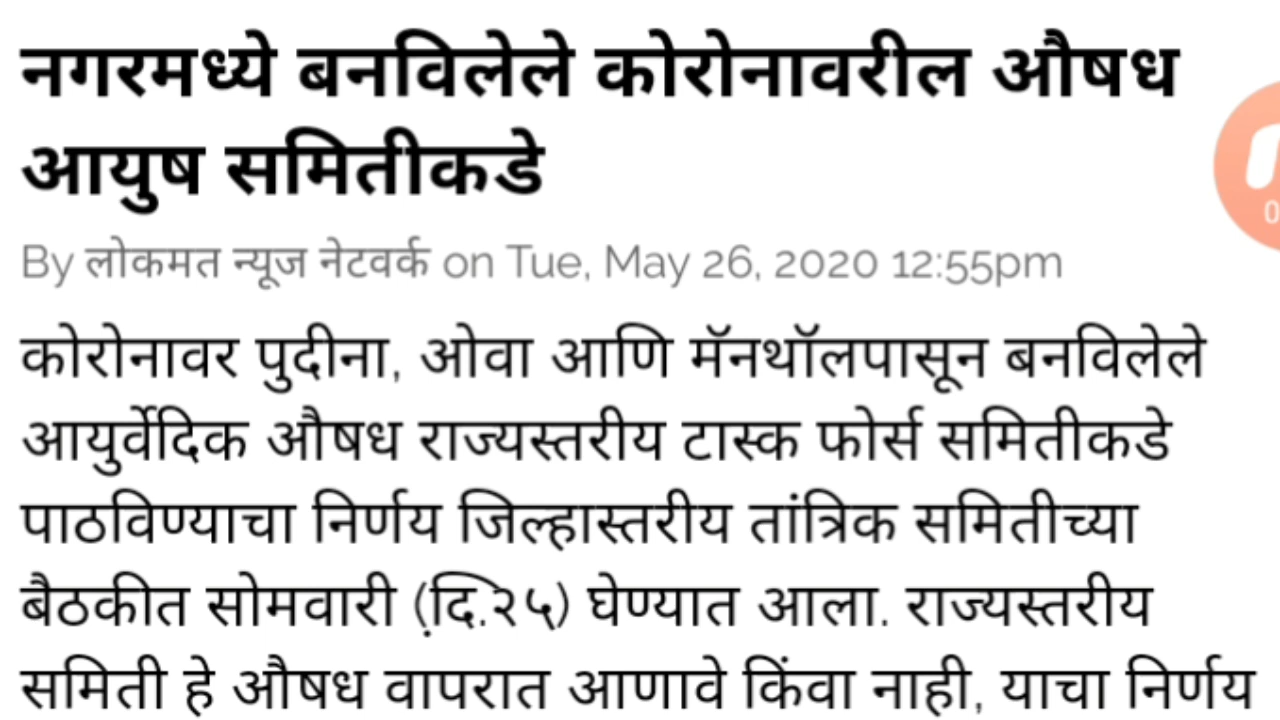 नगरमध्ये बनविलेले कोरोनावरील औषध
आयुष समितीकडे
By लोकमत न्यूज नेटवर्क on Tue, May 26, 2020 12:55pm
कोरोनावर पुदीना, ओवा आणि मॅनथॉलपासून बनविलेले
आयुर्वेदिक औषध राज्यस्तरीय टास्क फोर्स समितीकडे
पाठविण्याचा निर्णय जिल्हास्तरीय तांत्रिक समितीच्या
बैठकीत सोमवारी (दि़.२५) घेण्यात आला. राज्यस्तरीय
समिती हे औषध वापरात आणावे किंवा नाही, याचा निर्णय